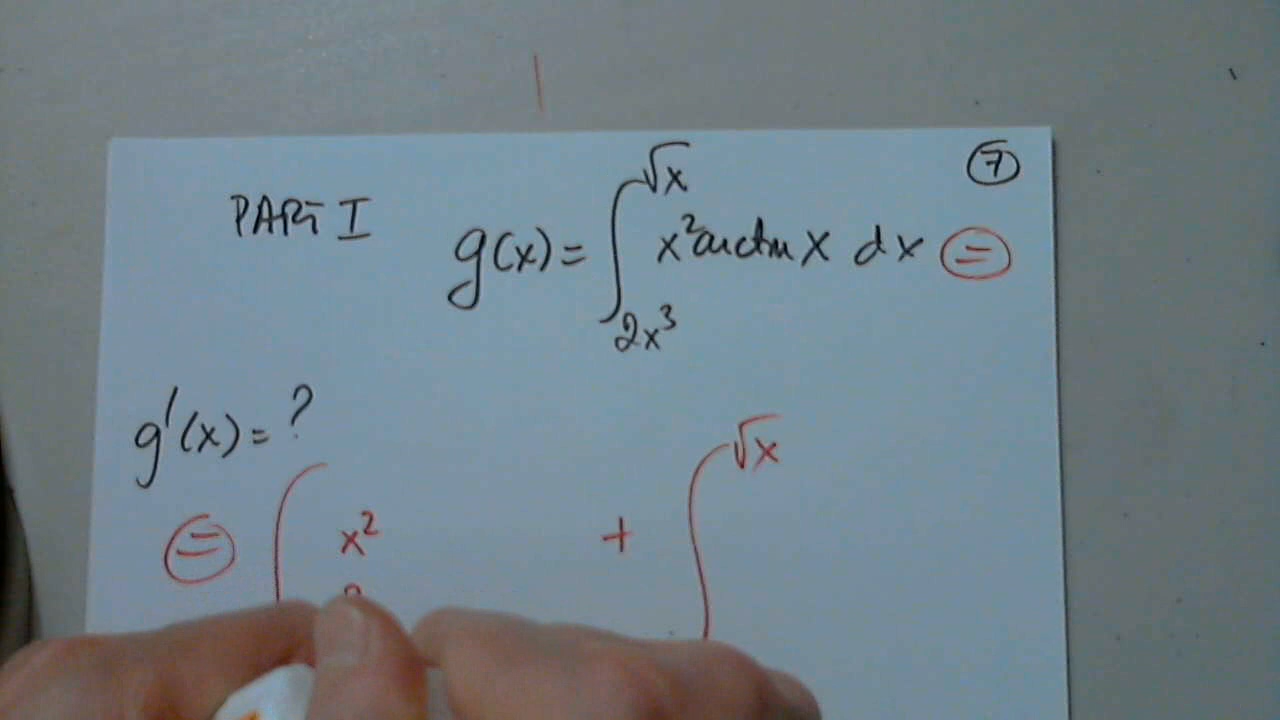 ⑦
√x
PART I g(x) = ∫ x² arctan x dx ⊜
2x³
g'(x) = ?
√x
⊜ ∫ x² + ∫